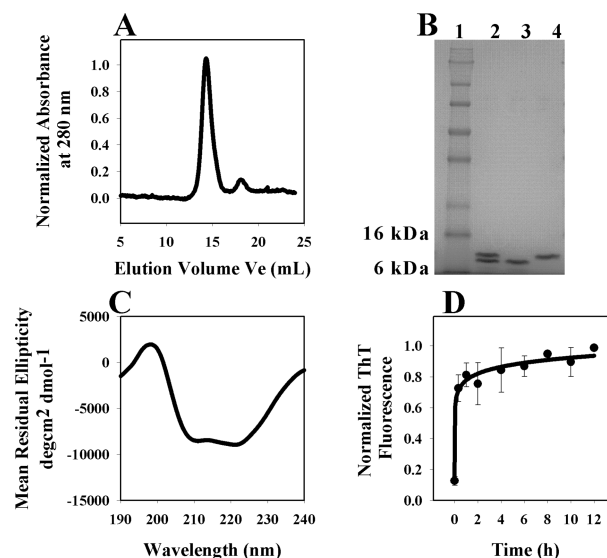 A
Normalized Absorbance
at 280 nm
1.0
0.8
0.6
0.4
0.2
0.0
5 10 15 20 25
Elution Volume Ve (mL)
B 1 2 3 4
16 kDa
6 kDa
C
Mean Residual Ellipticity
degcm2 dmol-1
5000
0
-5000
-10000
-15000
190 200 210 220 230 240
Wavelength (nm)
D
Normalized ThT
Fluorescence
1.0
0.8
0.6
0.4
0.2
0.0
0 2 4 6 8 10 12
Time (h)